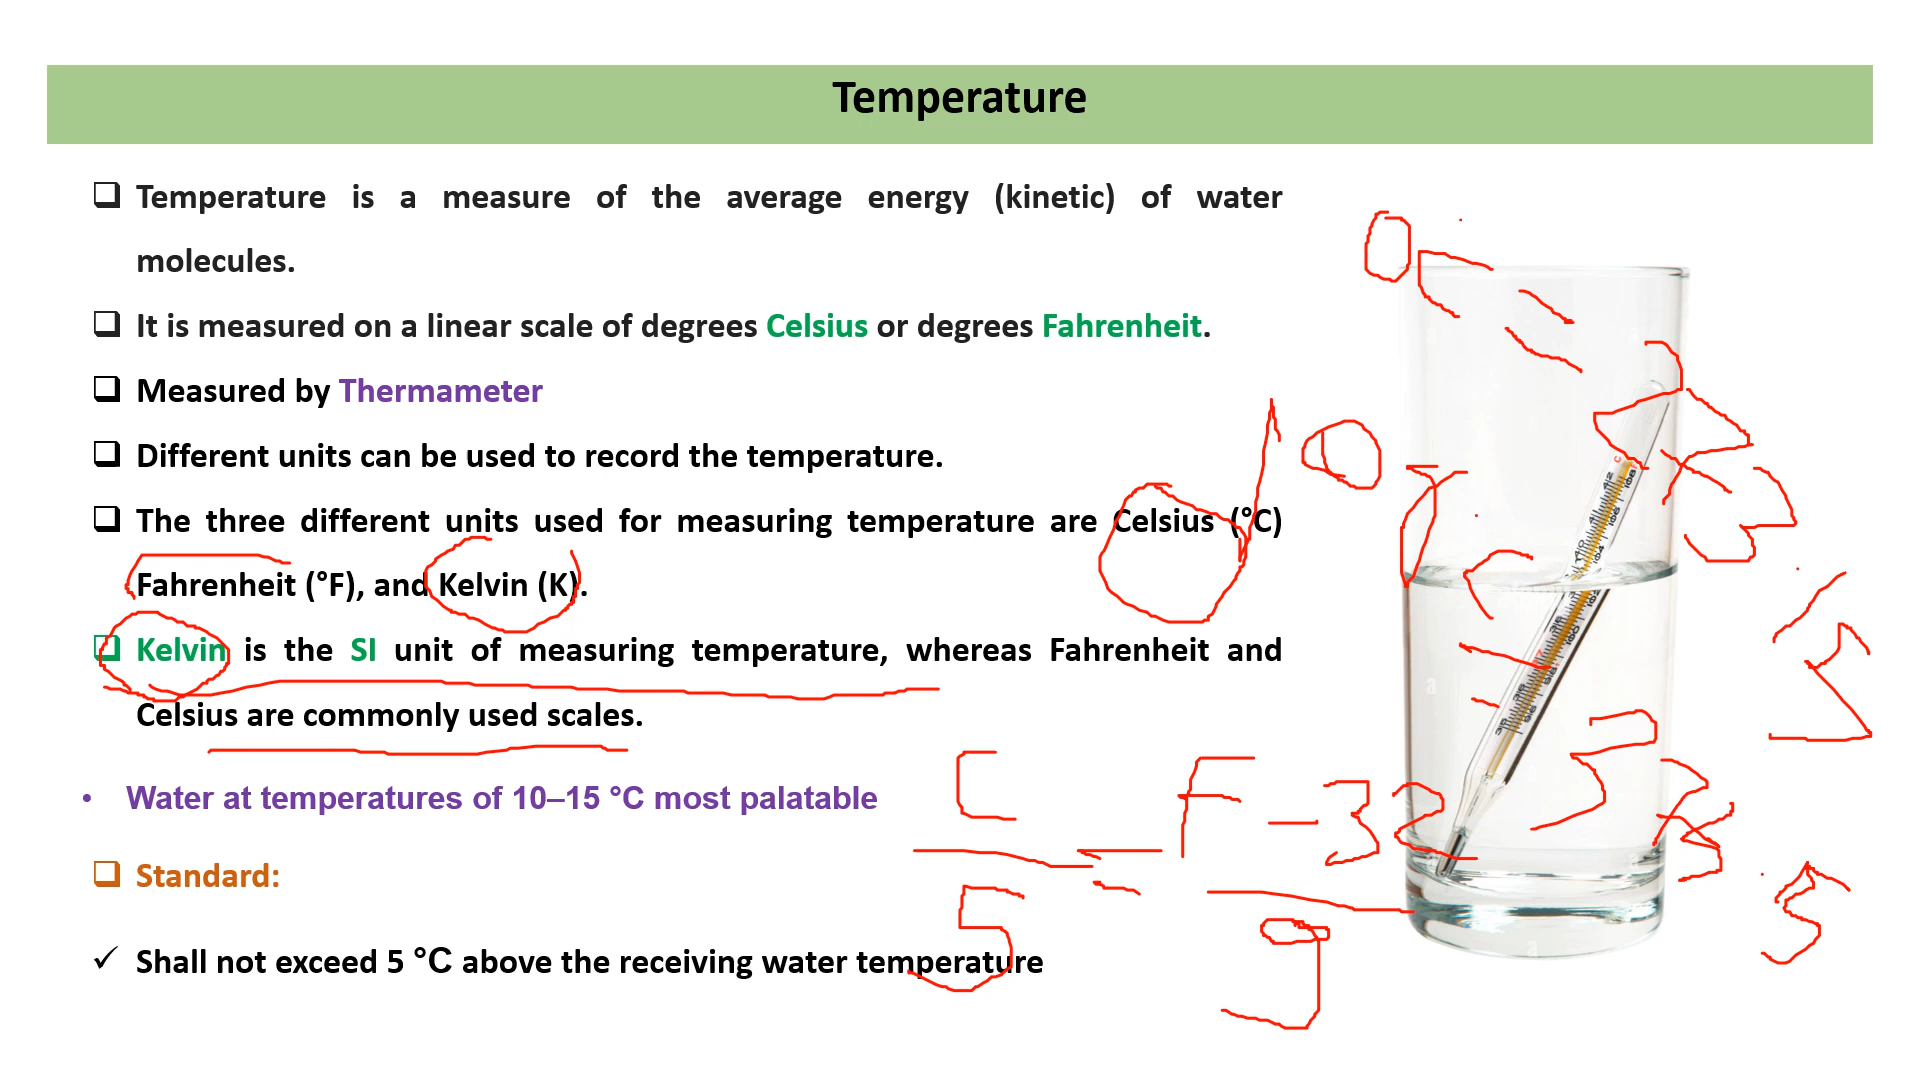 Temperature
Temperature is a measure of the average energy (kinetic) of water
molecules.
It is measured on a linear scale of degrees Celsius or degrees Fahrenheit.
Measured by Thermameter
Different units can be used to record the temperature.
The three different units used for measuring temperature are Celsius (°C)
Fahrenheit (°F), and Kelvin (K).
Kelvin is the SI unit of measuring temperature, whereas Fahrenheit and
Celsius are commonly used scales.
• Water at temperatures of 10–15 °C most palatable
Standard:
✓ Shall not exceed 5 °C above the receiving water temperature
0C = 273.15
C/5 = F-32/9